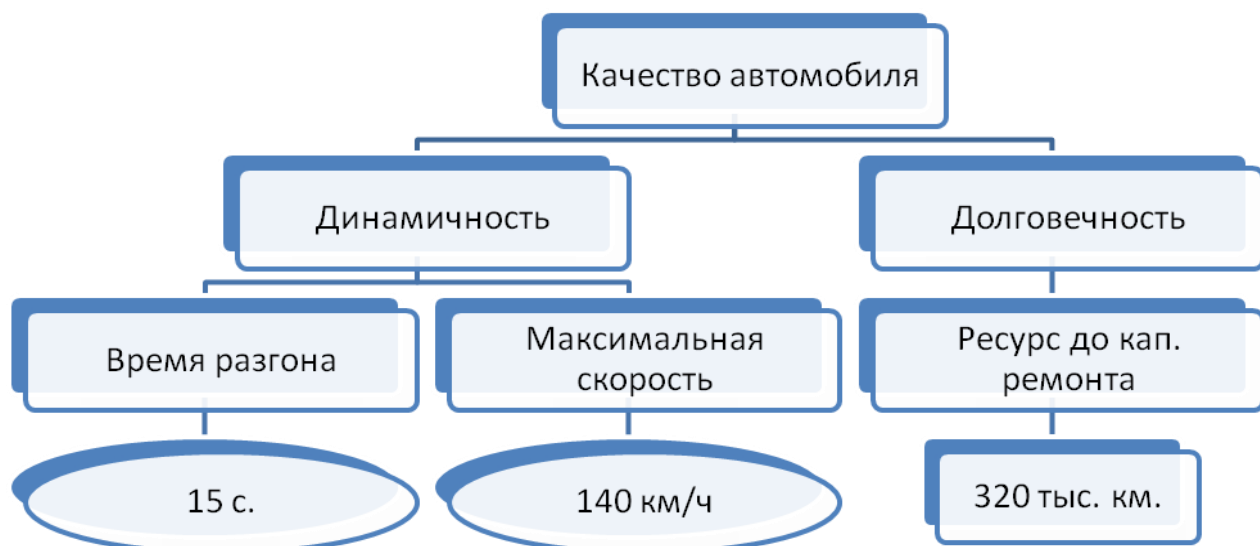 Качество автомобиля
Динамичность
Долговечность
Время разгона
Максимальная
скорость
Ресурс до кап.
ремонта
15 с.
140 км/ч
320 тыс. км.